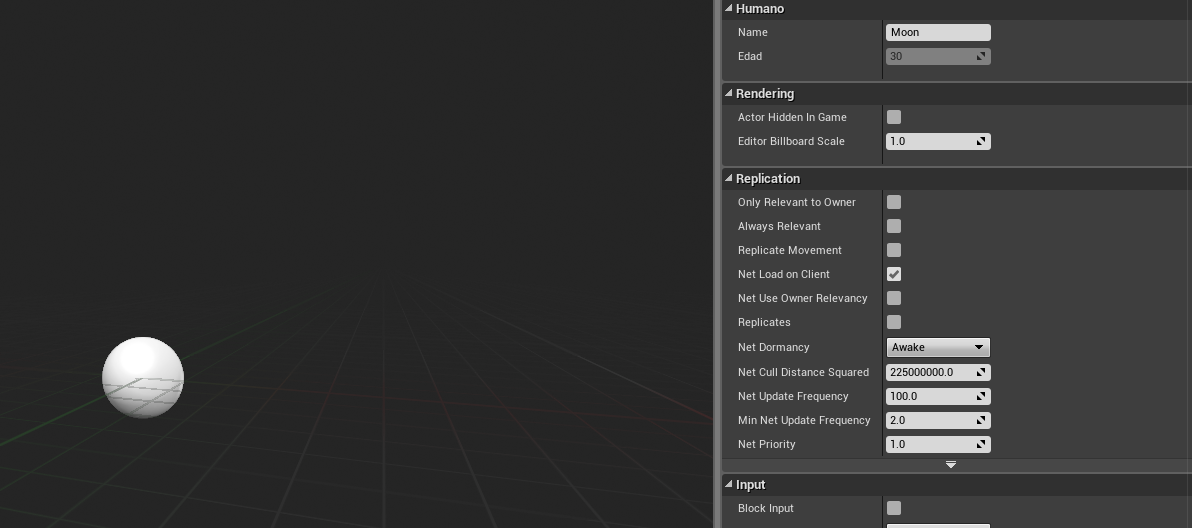 Humano
Name Moon
Edad 30
Rendering
Actor Hidden In Game
Editor Billboard Scale 1.0
Replication
Only Relevant to Owner
Always Relevant
Replicate Movement
Net Load on Client
Net Use Owner Relevancy
Replicates
Net Dormancy Awake
Net Cull Distance Squared 225000000.0
Net Update Frequency 100.0
Min Net Update Frequency 2.0
Net Priority 1.0
Input
Block Input